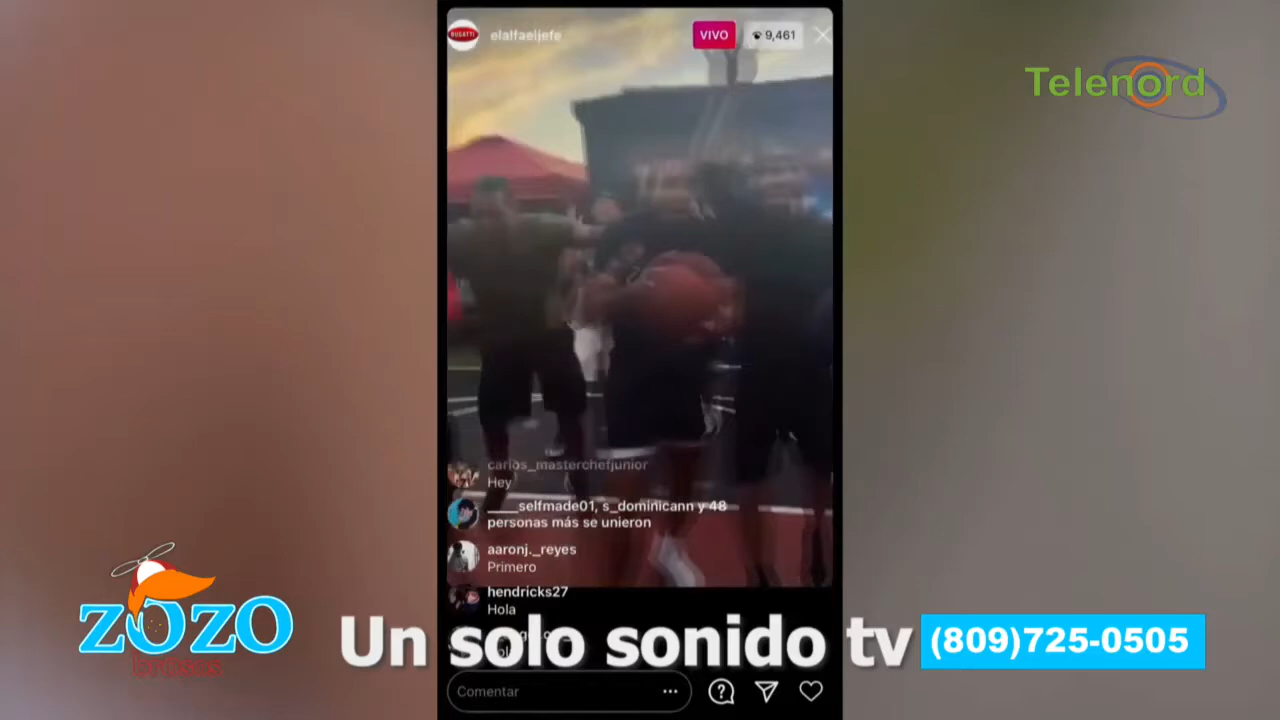 BUGATTI
elalfaeljefe
VIVO
9,461
Telenord
carlos_masterchefjunior
Hey
____selfmade01, s_dominicann y 48
personas más se unieron
aaronj._reyes
Primero
hendricks27
Hola
ZOZO
Un solo sonido tv
(809)725-0505
Comentar